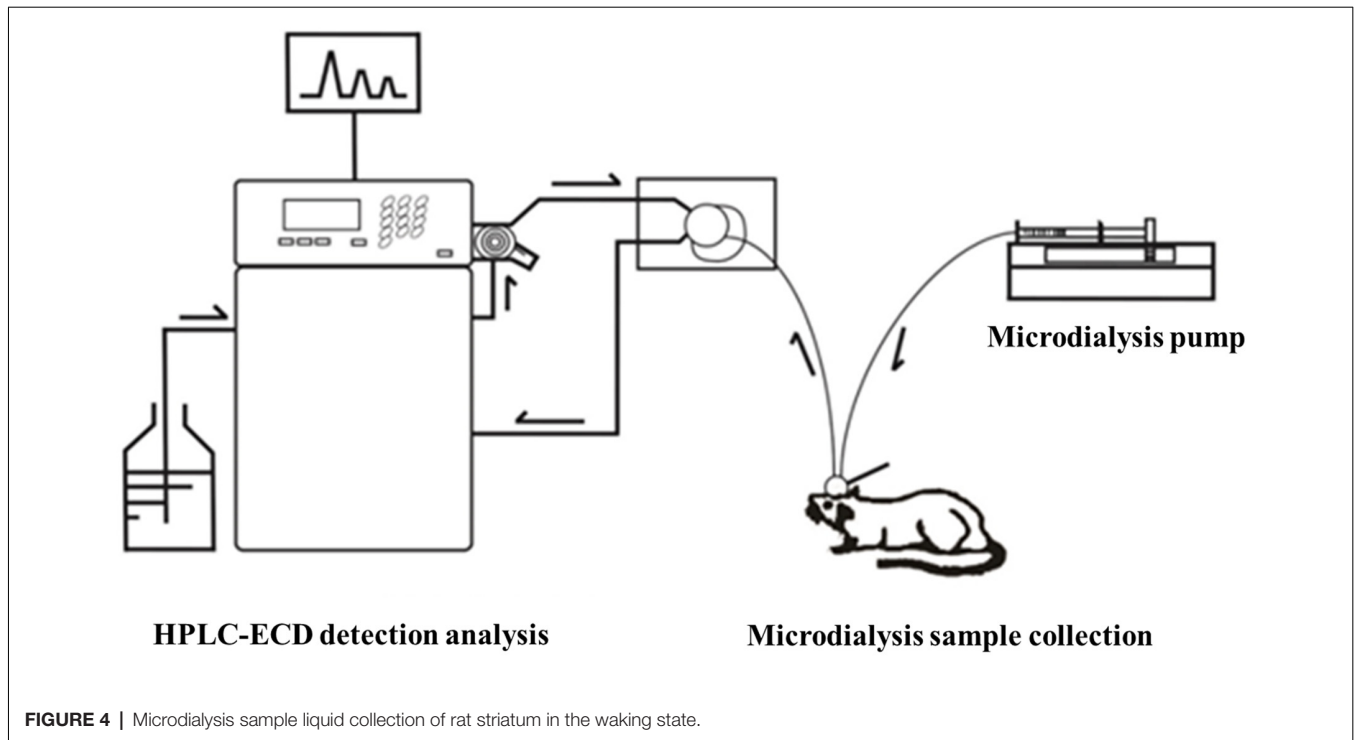 Microdialysis pump
HPLC-ECD detection analysis
Microdialysis sample collection
FIGURE 4 | Microdialysis sample liquid collection of rat striatum in the waking state.